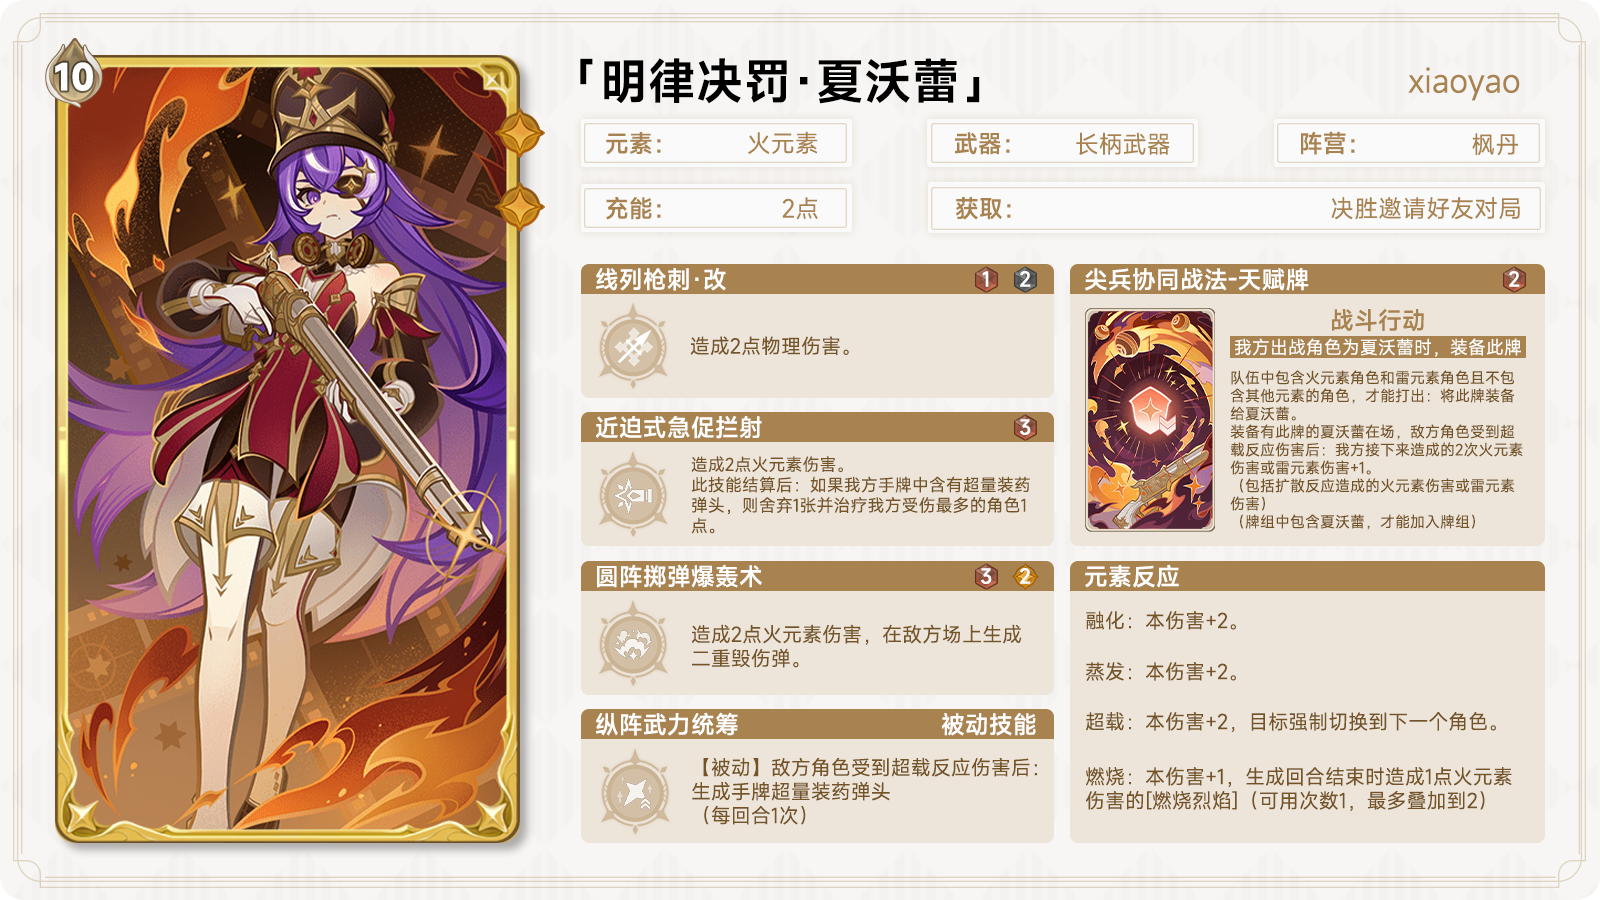 10
「明律决罚·夏沃蕾」
xiaoyao
元素： 火元素
武器： 长柄武器
阵营： 枫丹
充能： 2点
获取： 决胜邀请好友对局
线列枪刺·改 1 2
造成2点物理伤害。
近迫式急促拦射 3
造成2点火元素伤害。
此技能结算后：如果我方手牌中含有超量装药
弹头，则舍弃1张并治疗我方受伤最多的角色1
点。
圆阵掷弹爆轰术 3 2
造成2点火元素伤害，在敌方场上生成
二重毁伤弹。
纵阵武力统筹 被动技能
【被动】敌方角色受到超载反应伤害后：
生成手牌超量装药弹头
（每回合1次）
尖兵协同战法-天赋牌 2
战斗行动
我方出战角色为夏沃蕾时，装备此牌
队伍中包含火元素角色和雷元素角色且不包
含其他元素的角色，才能打出：将此牌装备
给夏沃蕾。
装备有此牌的夏沃蕾在场，敌方角色受到超
载反应伤害后：我方接下来造成的2次火元素
伤害或雷元素伤害+1。
（包括扩散反应造成的火元素伤害或雷元素
伤害）
（牌组中包含夏沃蕾，才能加入牌组）
元素反应
融化：本伤害+2。
蒸发：本伤害+2。
超载：本伤害+2，目标强制切换到下一个角色。
燃烧：本伤害+1，生成回合结束时造成1点火元素
伤害的[燃烧烈焰]（可用次数1，最多叠加到2）